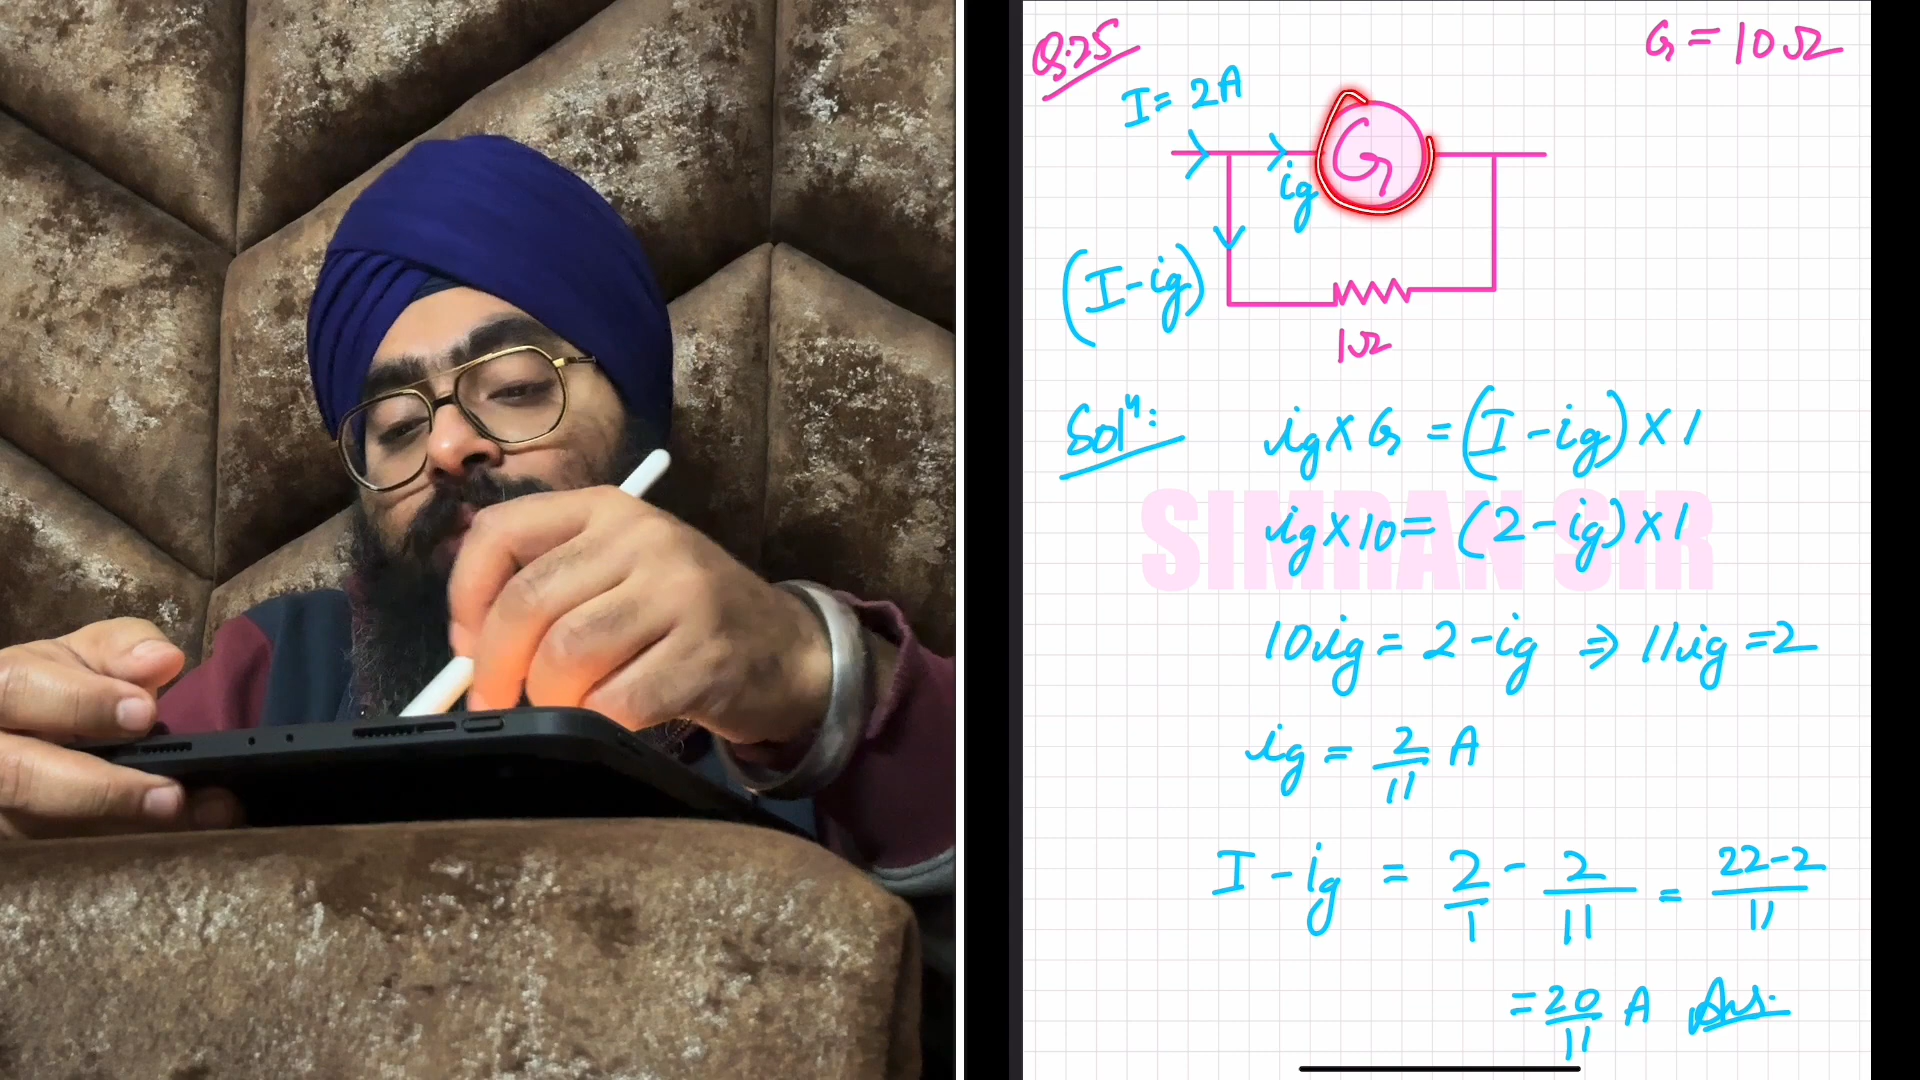 Q.25
G = 10Ω
I = 2A
G
ig
(I-ig)
1Ω
Solⁿ:
ig × G = (I - ig) × 1
SIMRAN SIR
ig × 10 = (2 - ig) × 1
10ig = 2 - ig ⇒ 11ig = 2
ig = 2/11 A
I - ig = 2/1 - 2/11 = 22-2/11
= 20/11 A Ans.